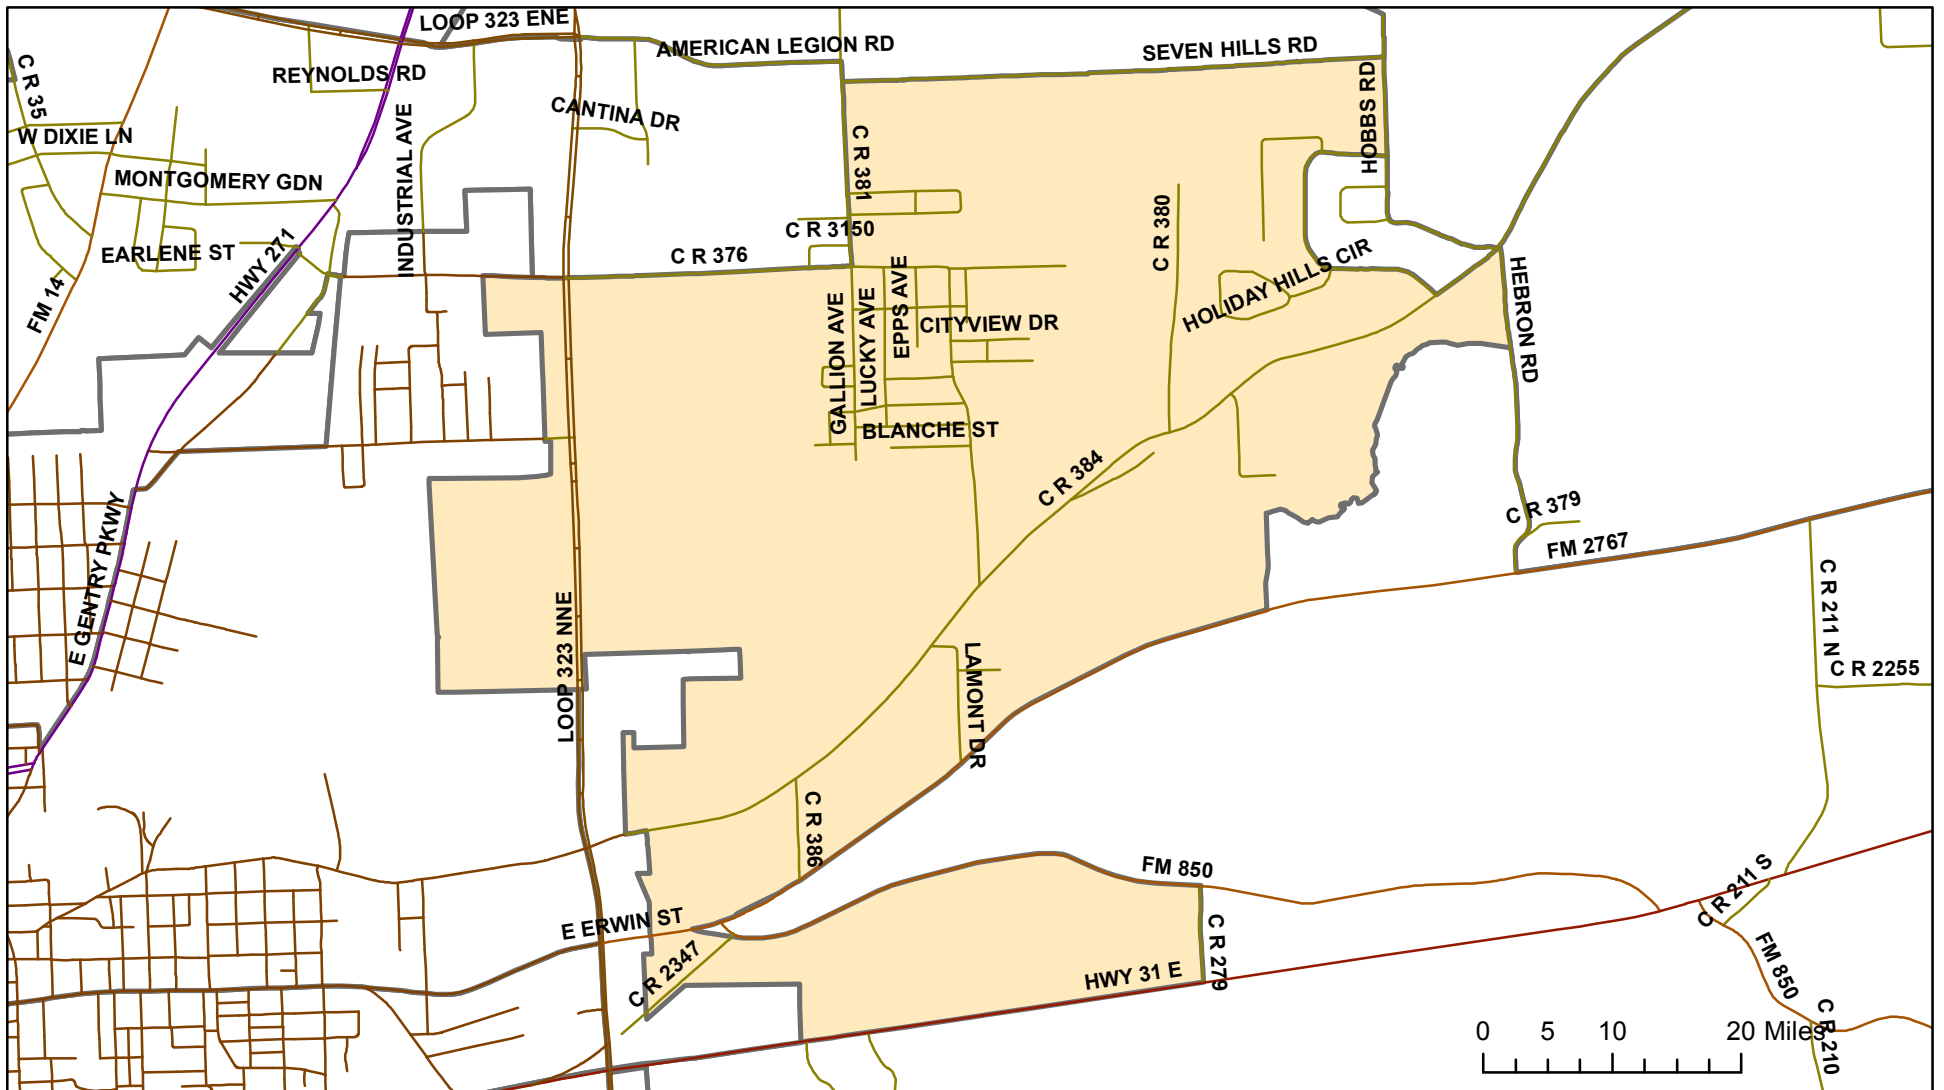 LOOP 323 ENE
AMERICAN LEGION RD
SEVEN HILLS RD
C R 35
REYNOLDS RD
HOBBS RD
CANTINA DR
W DIXIE LN
INDUSTRIAL AVE
C R 381
MONTGOMERY GDN
C R 380
C R 3150
EARLENE ST
C R 376
HWY 271
HOLIDAY HILLS CIR
FM 14
HEBRON RD
EPPS AVE
GALLION AVE
LUCKY AVE
CITYVIEW DR
BLANCHE ST
C R 384
C R 379
E GENTRY PKWY
FM 2767
C R 211 N
LOOP 323 NNE
C R 2255
LAMONT DR
C R 386
FM 850
C R 211 S
E ERWIN ST
C R 279
C R 2347
HWY 31 E
FM 850
C R 210
0 5 10 20 Miles